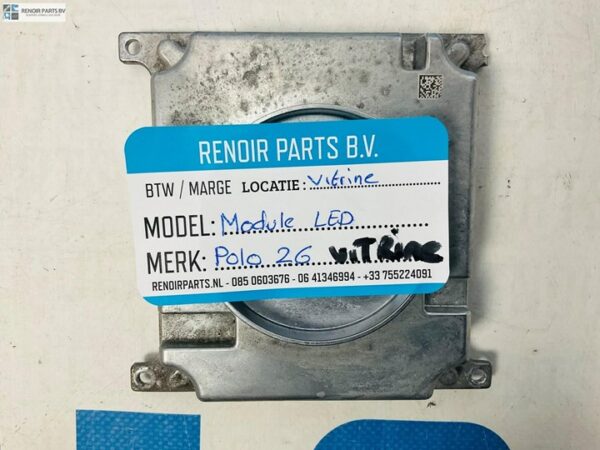 RENOIR PARTS BV
RENOIR PARTS B.V.
BTW / MARGE LOCATIE: Vitrine
MODEL: Module LED
MERK: Polo 2G ViTRine
RENOIRPARTS.NL - 085 0603676 - 06 41346994 - +33 755224091